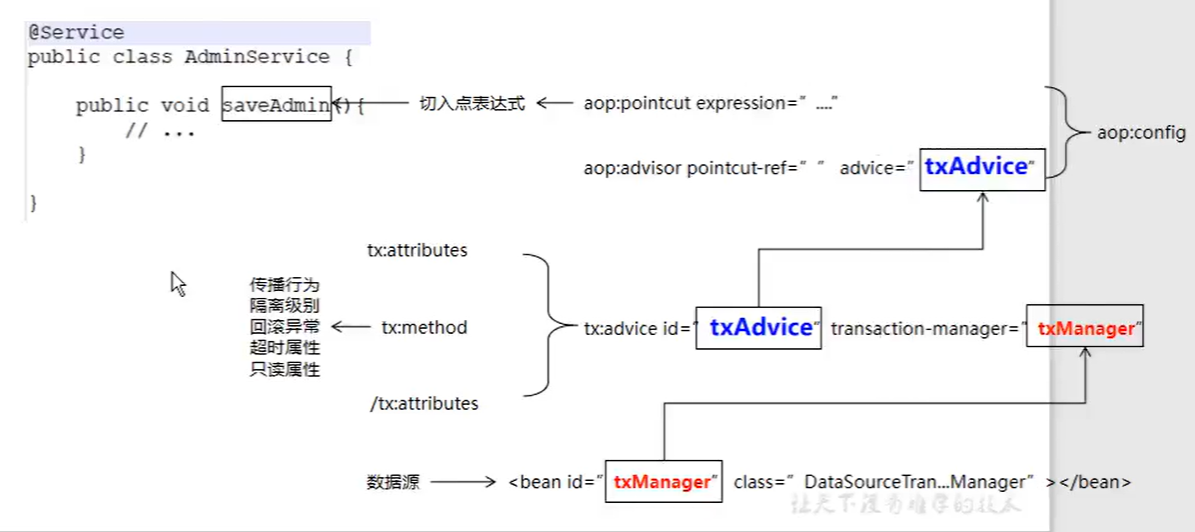 @Service
public class AdminService {
public void saveAdmin(){
// ...
}
}
切入点表达式
aop:pointcut expression=" ...."
aop:config
aop:advisor pointcut-ref=" " advice=" txAdvice"
tx:attributes
传播行为
隔离级别
回滚异常
超时属性
只读属性
tx:method
tx:advice id=" txAdvice" transaction-manager=" txManager"
/tx:attributes
数据源
<bean id=" txManager" class=" DataSourceTran...Manager" ></bean>
让天下没有难学的技术